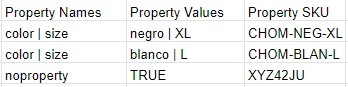 Property Names Property Values Property SKU
color | size negro | XL CHOM-NEG-XL
color | size blanco | L CHOM-BLAN-L
noproperty TRUE XYZ42JU